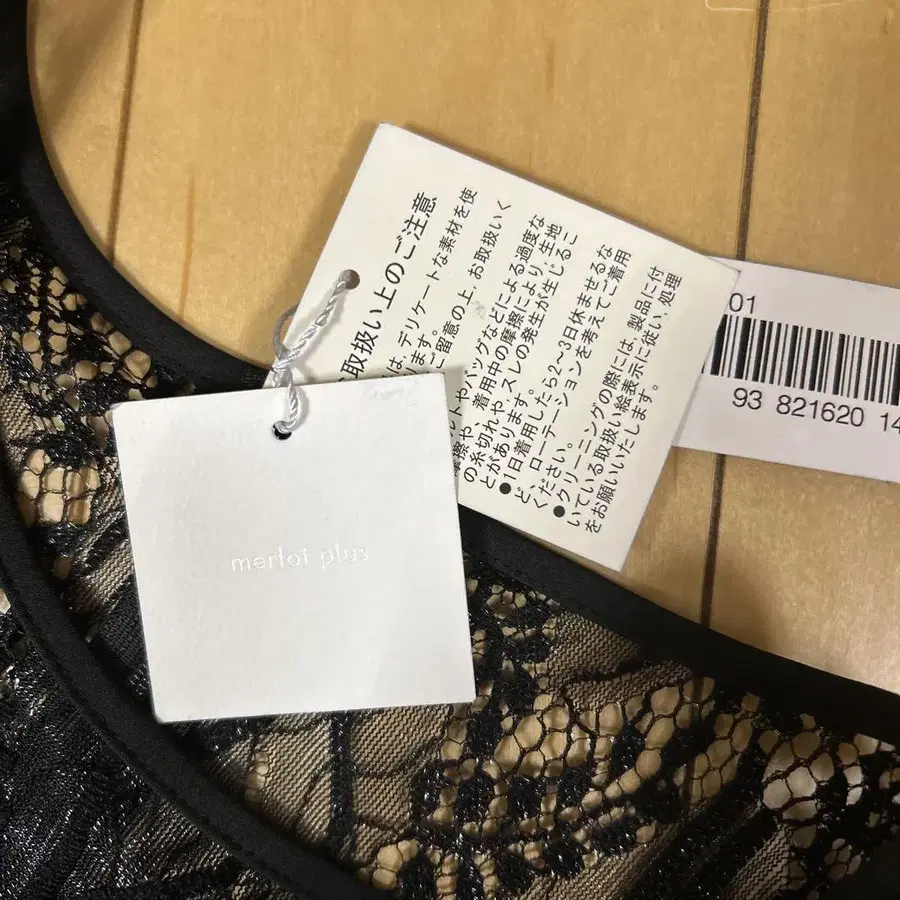 取扱い上のご注意
は、デリケートな素材を使
ます。
ご留意の上、お取扱いく
ルトやバッグなどによる過度な
摩擦や、着用中の摩擦により、生地
の糸切れや、スレの発生が生じるこ
とがあります。
●1日着用したら2~3日休ませるな
ど、ローテーションを考えてご着用
ください。
●クリーニングの際には、製品に付
いている取扱い絵表示に従い、処理
をお願いいたします。
merlot plus
01
93 821620 14